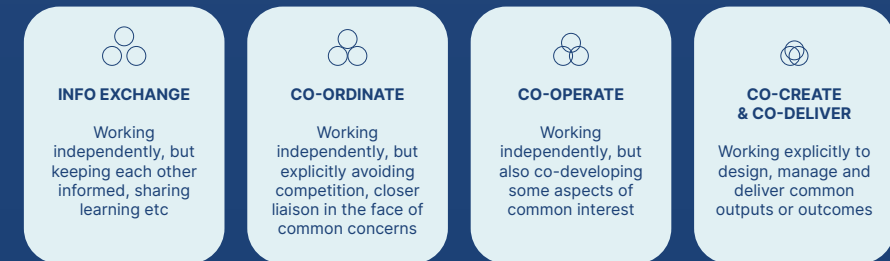 INFO EXCHANGE
Working
independently, but
keeping each other
informed, sharing
learning etc
CO-ORDINATE
Working
independently, but
explicitly avoiding
competition, closer
liaison in the face of
common concerns
CO-OPERATE
Working
independently, but
also co-developing
some aspects of
common interest
CO-CREATE
& CO-DELIVER
Working explicitly to
design, manage and
deliver common
outputs or outcomes